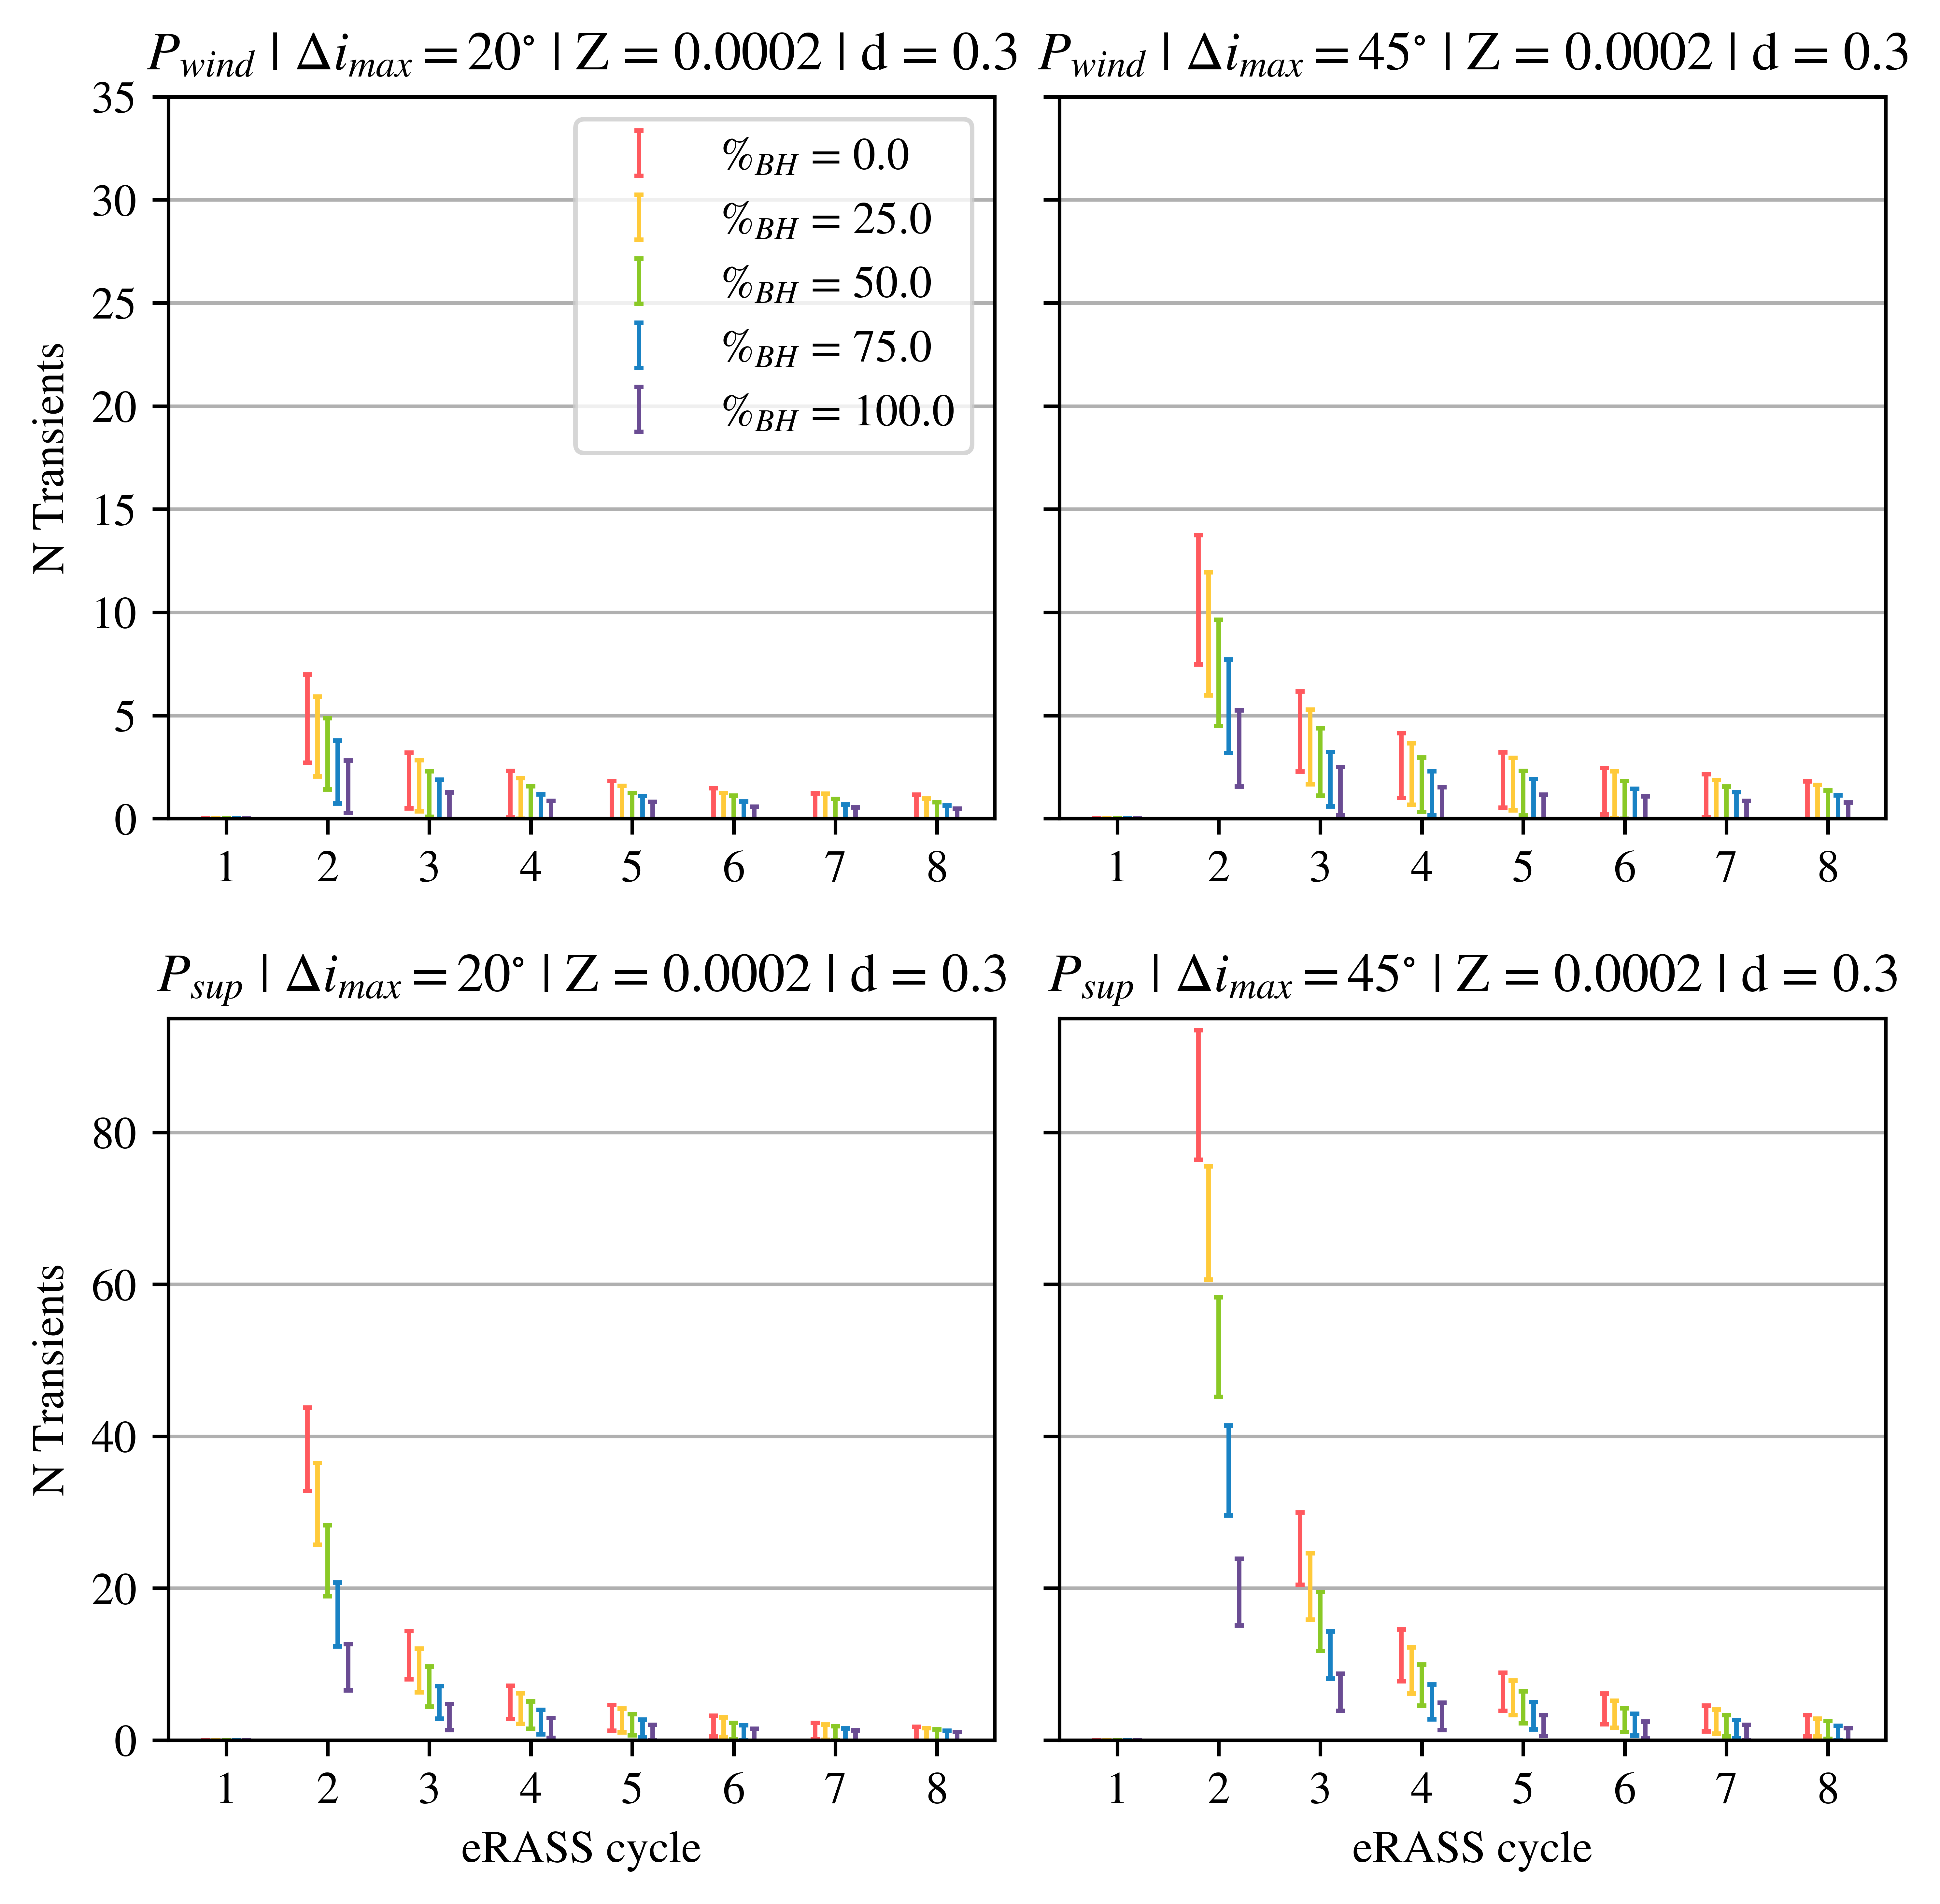 P_wind | Δi_max = 20° | Z = 0.0002 | d = 0.3
P_wind | Δi_max = 45° | Z = 0.0002 | d = 0.3
35
30
25
20
15
10
5
0
N Transients
%_BH = 0.0
%_BH = 25.0
%_BH = 50.0
%_BH = 75.0
%_BH = 100.0
1 2 3 4 5 6 7 8
1 2 3 4 5 6 7 8
P_sup | Δi_max = 20° | Z = 0.0002 | d = 0.3
P_sup | Δi_max = 45° | Z = 0.0002 | d = 0.3
80
60
40
20
0
N Transients
1 2 3 4 5 6 7 8
1 2 3 4 5 6 7 8
eRASS cycle
eRASS cycle